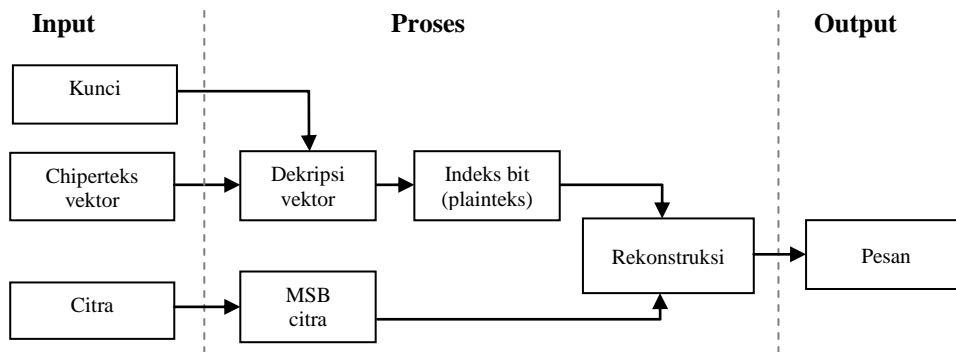 Input
Proses
Output
Kunci
Chiperteks
vektor
Dekripsi
vektor
Indeks bit
(plainteks)
Rekonstruksi
Pesan
Citra
MSB
citra